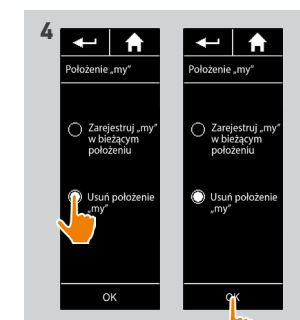 4
Położenie „my”
Zarejestruj „my”
w bieżącym
położeniu
Usuń położenie
„my”
OK
Położenie „my”
Zarejestruj „my”
w bieżącym
położeniu
Usuń położenie
„my”
OK